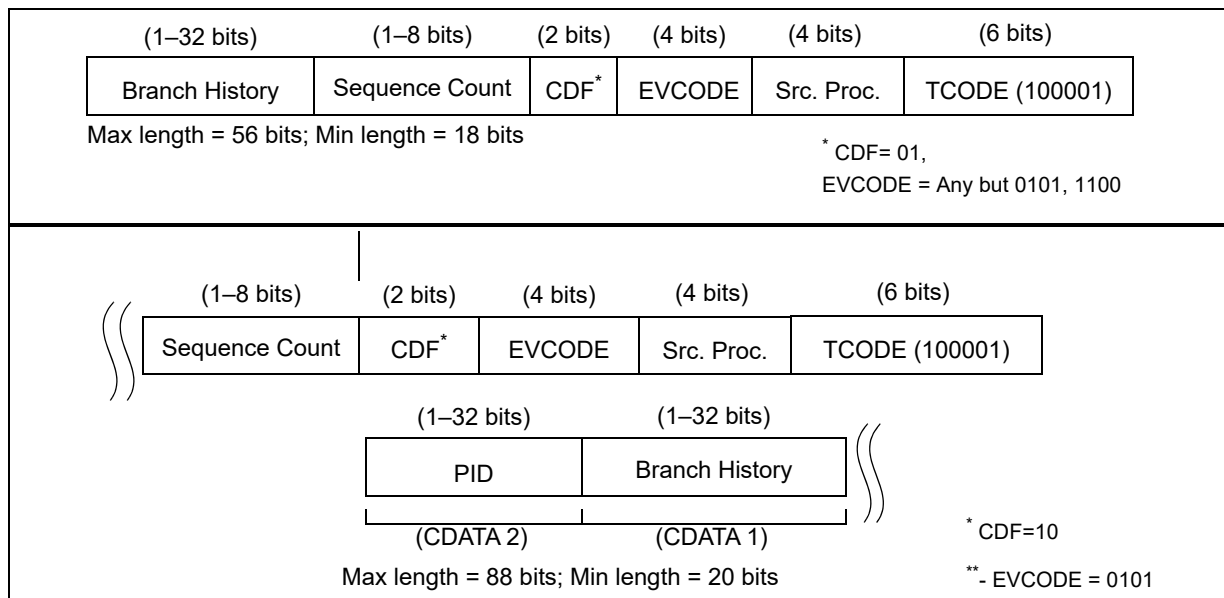 (1–32 bits) (1–8 bits) (2 bits) (4 bits) (4 bits) (6 bits)
Branch History Sequence Count CDF* EVCODE Src. Proc. TCODE (100001)
Max length = 56 bits; Min length = 18 bits
* CDF= 01,
EVCODE = Any but 0101, 1100
(1–8 bits) (2 bits) (4 bits) (4 bits) (6 bits)
Sequence Count CDF* EVCODE Src. Proc. TCODE (100001)
(1–32 bits) (1–32 bits)
PID Branch History
(CDATA 2) (CDATA 1)
* CDF=10
Max length = 88 bits; Min length = 20 bits
**- EVCODE = 0101